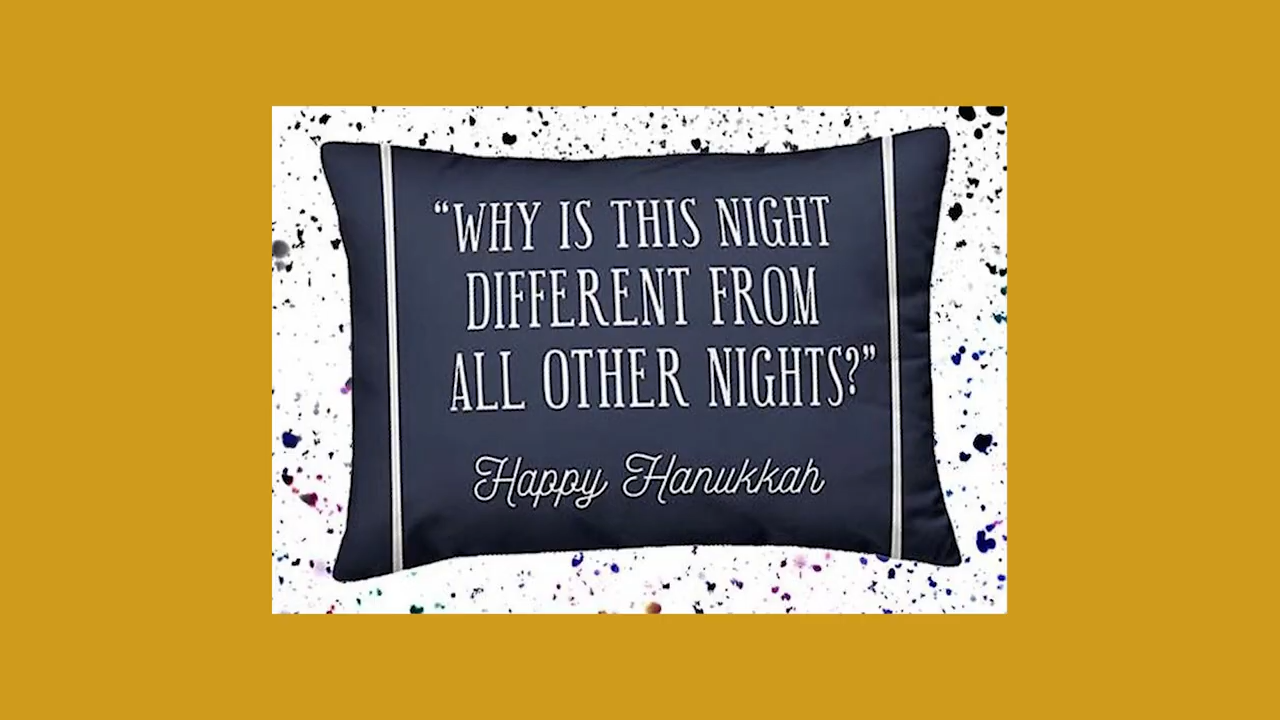 “WHY IS THIS NIGHT
DIFFERENT FROM
ALL OTHER NIGHTS?”
Happy Hanukkah